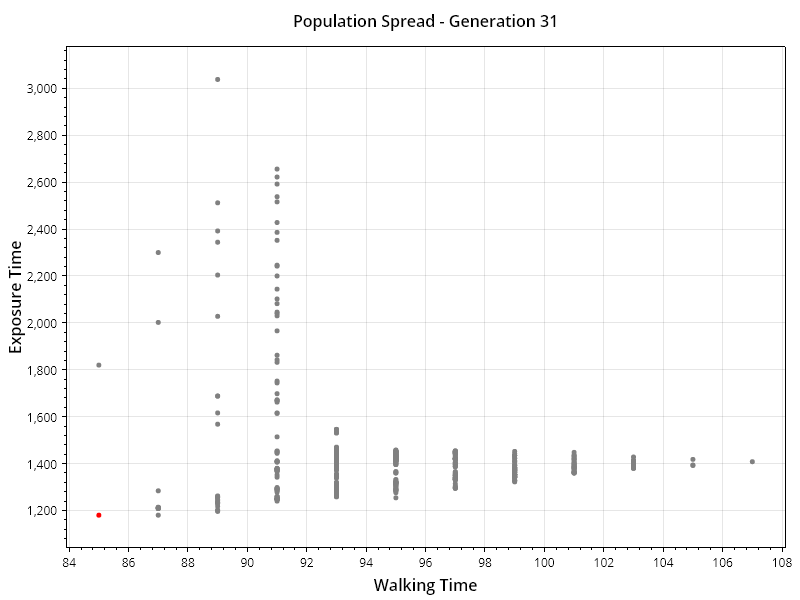 Population Spread - Generation 31
3,000
2,800
2,600
2,400
2,200
2,000
1,800
1,600
1,400
1,200
Exposure Time
84 86 88 90 92 94 96 98 100 102 104 106 108
Walking Time